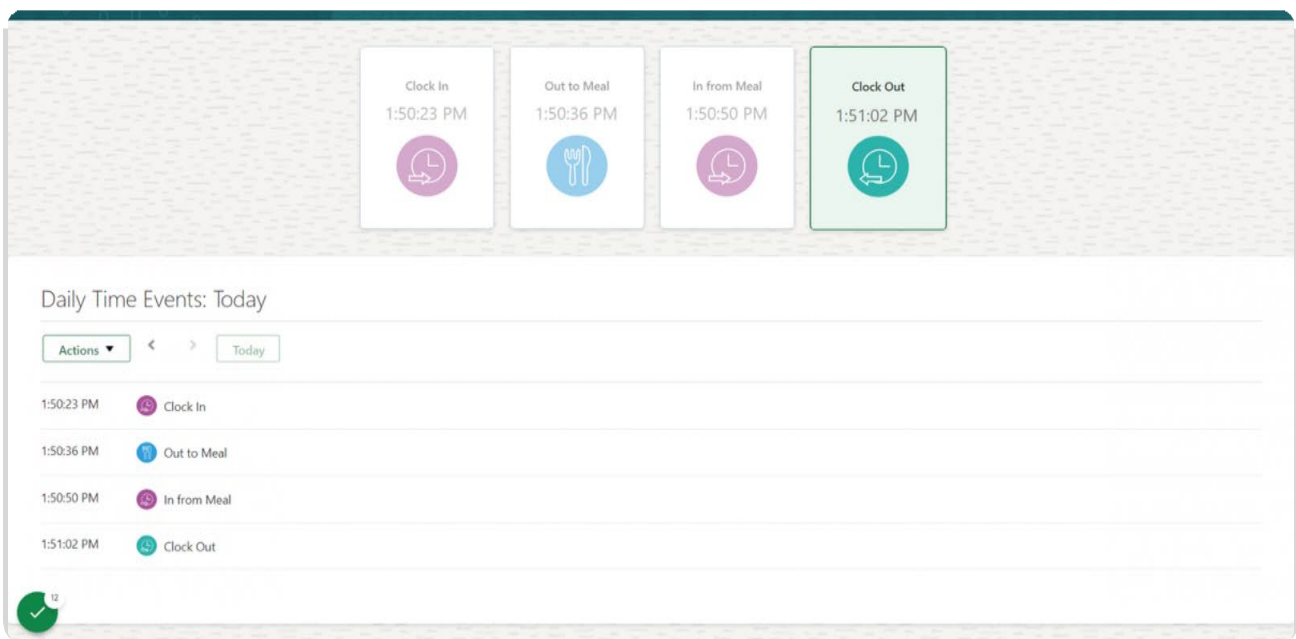 Clock In
1:50:23 PM
Out to Meal
1:50:36 PM
In from Meal
1:50:50 PM
Clock Out
1:51:02 PM
Daily Time Events: Today
Actions
Today
1:50:23 PM Clock In
1:50:36 PM Out to Meal
1:50:50 PM In from Meal
1:51:02 PM Clock Out
12